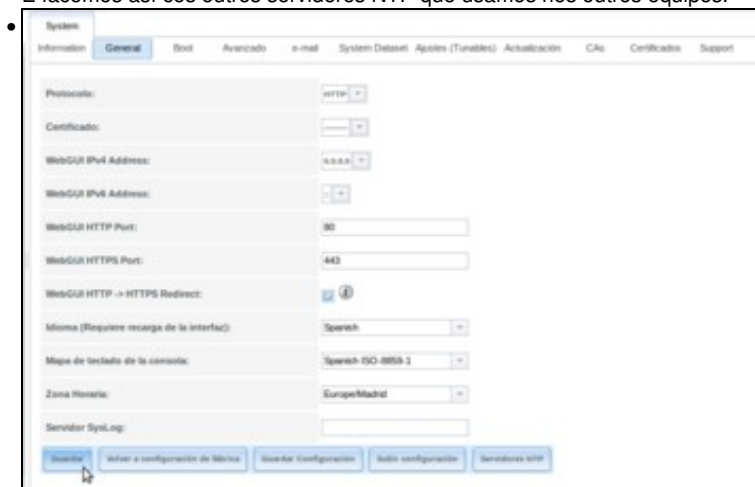 E facemos así cos outros servidores NTP que usamos nos outros equipos.
System
Information General Boot Avanzado e-mail System Dataset Ajustes (Tunables) Actualización CAs Certificados Support
Protocolo: HTTP
Certificado: --------
WebGUI IPv4 Address: 0.0.0.0
WebGUI IPv6 Address: ::
WebGUI HTTP Port: 80
WebGUI HTTPS Port: 443
WebGUI HTTP -> HTTPS Redirect:
Idioma (Requiere recarga de la interfaz): Spanish
Mapa de teclado de la consola: Spanish ISO-8859-1
Zona Horaria: Europe/Madrid
Servidor SysLog:
Guardar Volver a configuración de fábrica Guardar Configuración Subir configuración Servidores NTP